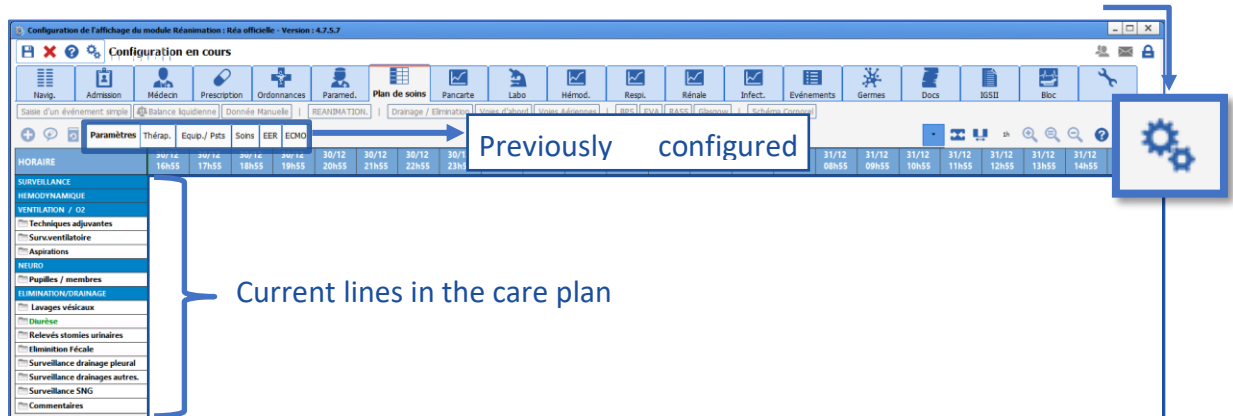 Configuration de l'affichage du module Réanimation : Réa officielle - Version : 4.7.5.7
Configuration en cours
Navig. Admission Médecin Prescription Ordonnances Paramed. Plan de soins Pancarte Labo Hémod. Respi. Rénale Infect. Evénements Germes Docs IGSII Bloc
Saisie d'un événement simple Balance liquidienne Donnée Manuelle | REANIMATION. | Drainage / Elimination Voies d'abord Voies Aériennes | BPS EVA RASS Glasgow | Schéma Corporel
Paramètres Thérap. Equip./ Psts Soins EER ECMO Previously configured 1h
HORAIRE 30/12 30/12 30/12 30/12 30/12 30/12 30/12 31/12 31/12 31/12 31/12 31/12 31/12 31/12
16h55 17h55 18h55 19h55 20h55 21h55 22h55 08h55 09h55 10h55 11h55 12h55 13h55 14h55
SURVEILLANCE
HEMODYNAMIQUE
VENTILATION / O2
Techniques adjuvantes
Surv.ventilatoire
Aspirations
NEURO
Pupilles / membres
ELIMINATION/DRAINAGE
Current lines in the care plan
Lavages vésicaux
Diurèse
Relevés stomies urinaires
Eliminition Fécale
Surveillance drainage pleural
Surveillance drainages autres.
Surveillance SNG
Commentaires